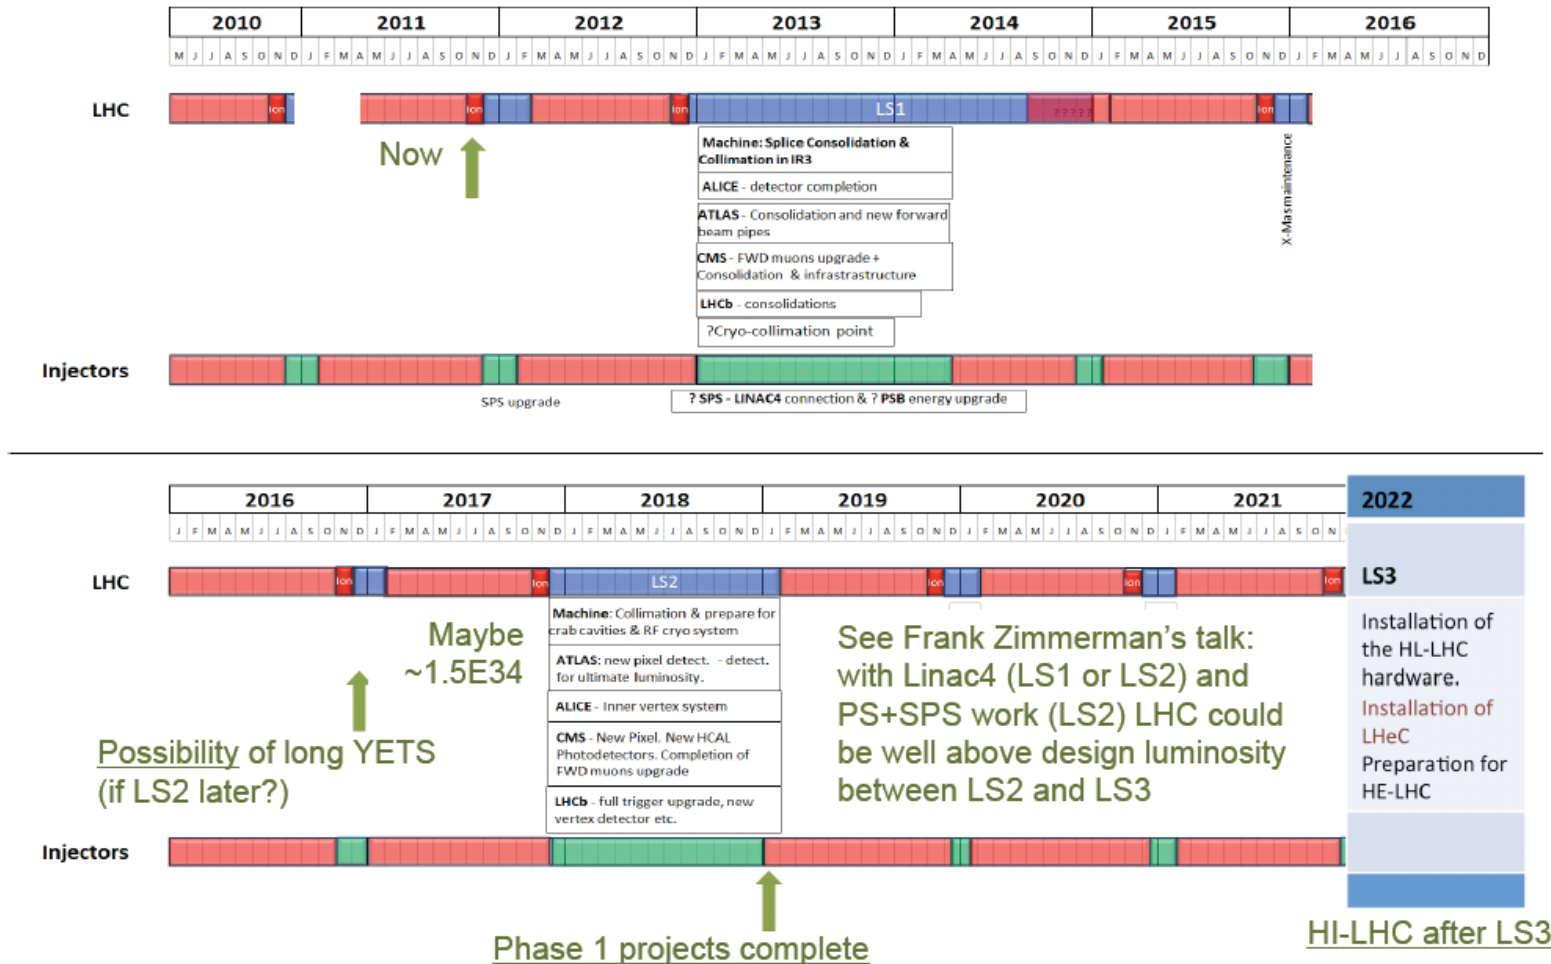 2010 2011 2012 2013 2014 2015 2016
M J J A S O N D J F M A M J J A S O N D J F M A M J J A S O N D J F M A M J J A S O N D J F M A M J J A S O N D J F M A M J J A S O N D J F M A M J J A S O N D
LHC
Ion Ion Ion LS1 ????? Ion
Now
Machine: Splice Consolidation &
Collimation in IR3
ALICE - detector completion
ATLAS - Consolidation and new forward
beam pipes
CMS - FWD muons upgrade +
Consolidation & infrastrastructure
LHCb - consolidations
?Cryo-collimation point
X-Masmaintenance
Injectors
SPS upgrade
? SPS - LINAC4 connection & ? PSB energy upgrade
2016 2017 2018 2019 2020 2021 2022
J F M A M J J A S O N D J F M A M J J A S O N D J F M A M J J A S O N D J F M A M J J A S O N D J F M A M J J A S O N D J F M A M J J A S O N
LHC
Ion Ion LS2 Ion Ion Ion
LS3
Installation of
the HL-LHC
hardware.
Installation of
LHeC
Preparation for
HE-LHC
Maybe
~1.5E34
Machine: Collimation & prepare for
crab cavities & RF cryo system
ATLAS: new pixel detect. - detect.
for ultimate luminosity.
ALICE - Inner vertex system
CMS - New Pixel. New HCAL
Photodetectors. Completion of
FWD muons upgrade
LHCb - full trigger upgrade, new
vertex detector etc.
See Frank Zimmerman's talk:
with Linac4 (LS1 or LS2) and
PS+SPS work (LS2) LHC could
be well above design luminosity
between LS2 and LS3
Possibility of long YETS
(if LS2 later?)
Injectors
Phase 1 projects complete
HI-LHC after LS3